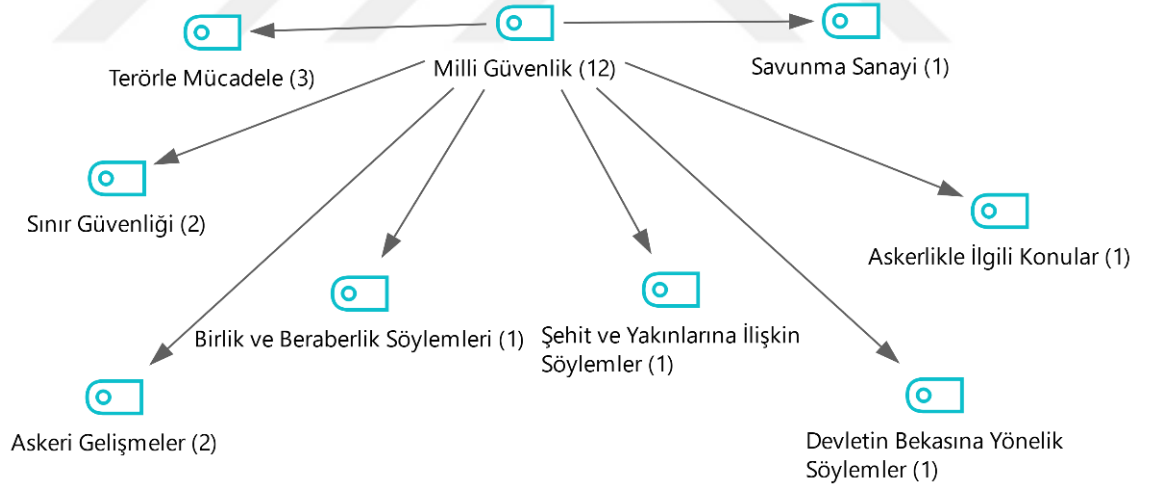 Terörle Mücadele (3)
Milli Güvenlik (12)
Savunma Sanayi (1)
Sınır Güvenliği (2)
Askerlikle İlgili Konular (1)
Birlik ve Beraberlik Söylemleri (1)
Şehit ve Yakınlarına İlişkin
Söylemler (1)
Askeri Gelişmeler (2)
Devletin Bekasına Yönelik
Söylemler (1)